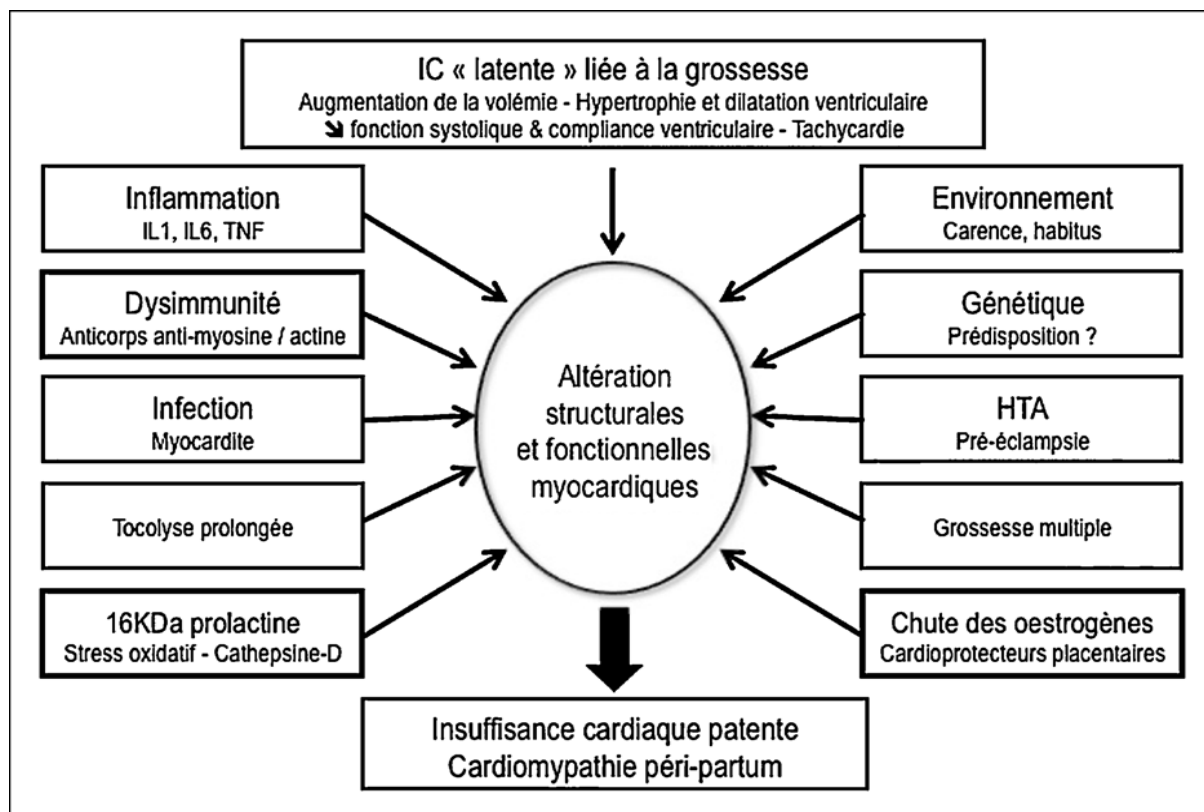 IC « latente » liée à la grossesse
Augmentation de la volémie - Hypertrophie et dilatation ventriculaire
➘ fonction systolique & compliance ventriculaire - Tachycardie
Inflammation
IL1, IL6, TNF
Dysimmunité
Anticorps anti-myosine / actine
Infection
Myocardite
Tocolyse prolongée
16KDa prolactine
Stress oxidatif - Cathepsine-D
Altération
structurales
et fonctionnelles
myocardiques
Environnement
Carence, habitus
Génétique
Prédisposition ?
HTA
Pré-éclampsie
Grossesse multiple
Chute des oestrogènes
Cardioprotecteurs placentaires
Insuffisance cardiaque patente
Cardiomypathie péri-partum